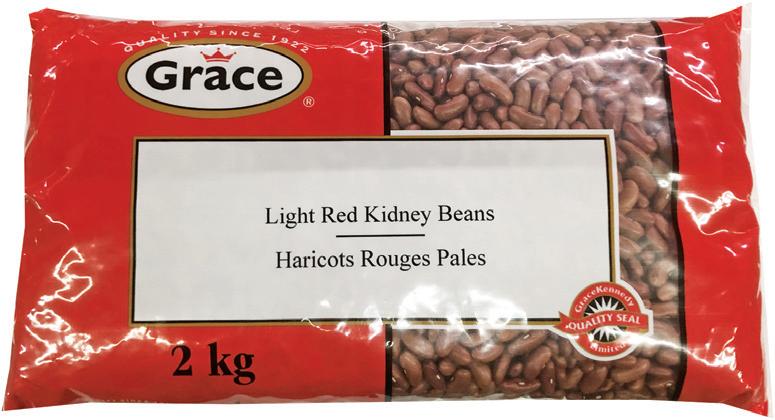 QUALITY SINCE 1922
Grace
®
Light Red Kidney Beans
Haricots Rouges Pales
GraceKennedy
QUALITY SEAL
Limited
2 kg